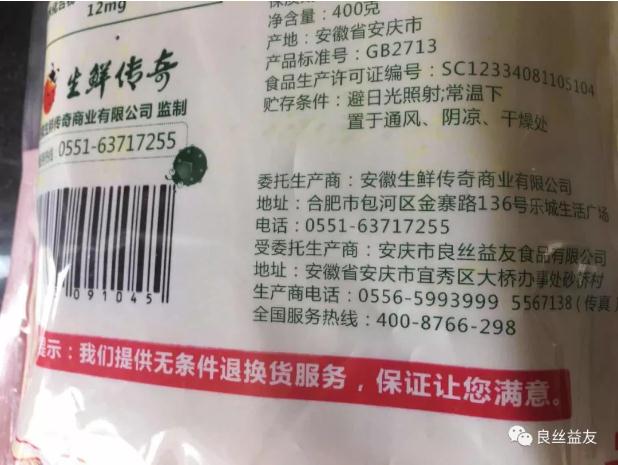 12mg
生鲜传奇
生鲜传奇商业有限公司 监制
0551-63717255
091045
净含量：400克
产地：安徽省安庆市
产品标准号：GB2713
食品生产许可证编号：SC12334081105104
贮存条件：避日光照射;常温下
置于通风、阴凉、干燥处
委托生产商：安徽生鲜传奇商业有限公司
地址：合肥市包河区金寨路136号乐城生活广场
电话：0551-63717255
受委托生产商：安庆市良丝益友食品有限公司
地址：安徽省安庆市宜秀区大桥办事处砂济村
生产商电话：0556-5993999 5567138(传真)
全国服务热线：400-8766-298
提示：我们提供无条件退换货服务，保证让您满意。
良丝益友